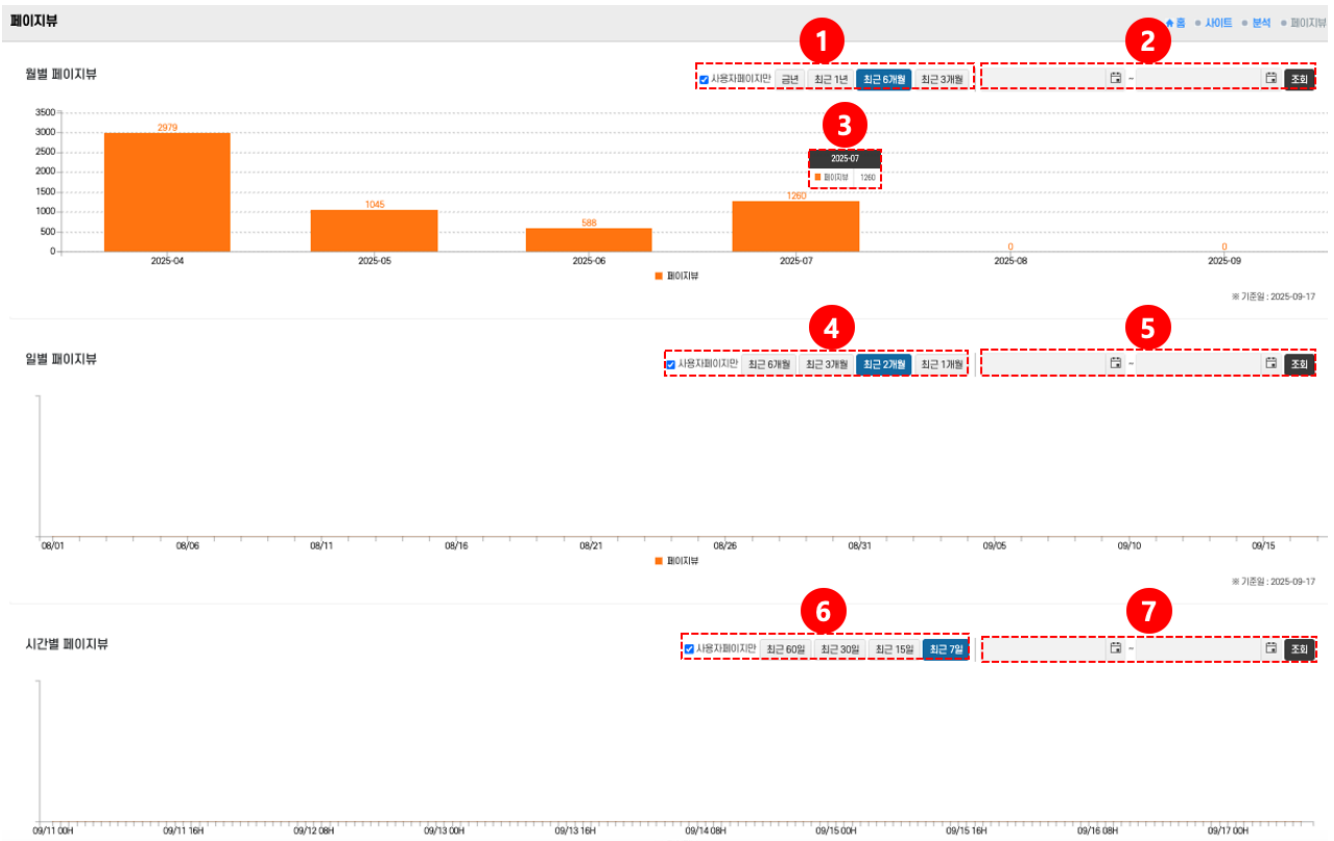 페이지뷰
홈 사이트 분석 페이지뷰
1
2
월별 페이지뷰
사용자페이지만 금년 최근 1년 최근 6개월 최근 3개월
~ 조회
3500
3000
2500
2000
1500
1000
500
0
2979
1045
588
1260
0
0
3
2025-07
페이지뷰 1260
2025-04 2025-05 2025-06 2025-07 2025-08 2025-09
페이지뷰
※ 기준일 : 2025-09-17
4
5
일별 페이지뷰
사용자페이지만 최근 6개월 최근 3개월 최근 2개월 최근 1개월
~ 조회
08/01 08/06 08/11 08/16 08/21 08/26 08/31 09/05 09/10 09/15
페이지뷰
※ 기준일 : 2025-09-17
6
7
시간별 페이지뷰
사용자페이지만 최근 60일 최근 30일 최근 15일 최근 7일
~ 조회
09/11 00H 09/11 16H 09/12 08H 09/13 00H 09/13 16H 09/14 08H 09/15 00H 09/15 16H 09/16 08H 09/17 00H